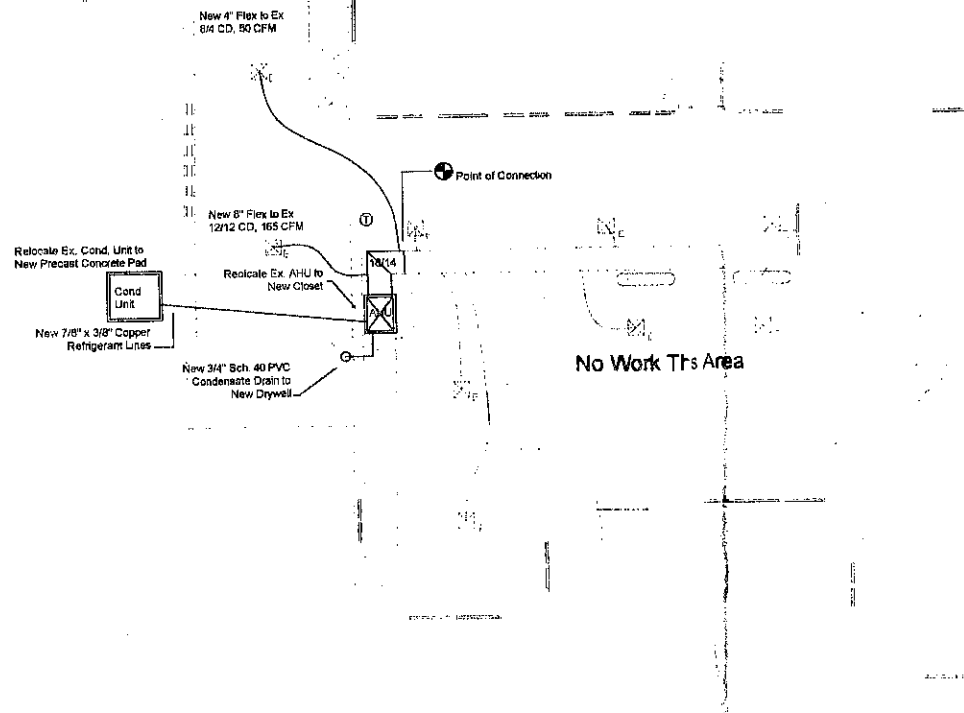 New 4" Flex to Ex
8/4 CD, 50 CFM
E
Point of Connection
New 8" Flex to Ex
12/12 CD, 165 CFM
T
E
E
Relocate Ex. Cond. Unit to
New Precast Concrete Pad
Relocate Ex. AHU to
New Closet
18/14
Cond
Unit
AHU
New 7/8" x 3/8" Copper
Refrigerant Lines
New 3/4" Sch. 40 PVC
Condensate Drain to
New Drywell
No Work Ths Area